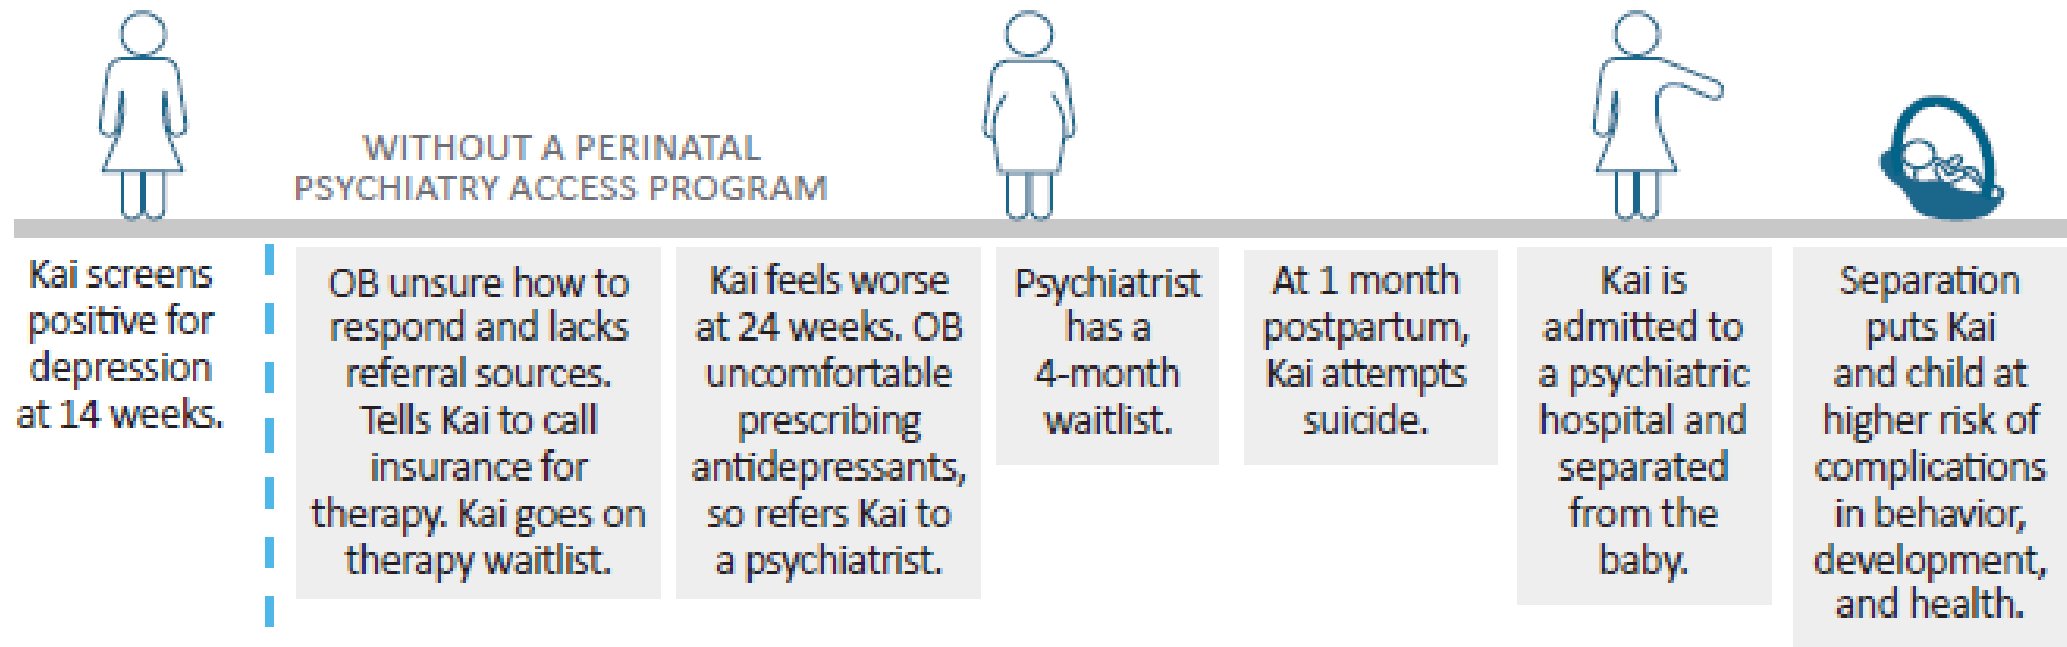 WITHOUT A PERINATAL
PSYCHIATRY ACCESS PROGRAM
Kai screens
positive for
depression
at 14 weeks.
OB unsure how to
respond and lacks
referral sources.
Tells Kai to call
insurance for
therapy. Kai goes on
therapy waitlist.
Kai feels worse
at 24 weeks. OB
uncomfortable
prescribing
antidepressants,
so refers Kai to
a psychiatrist.
Psychiatrist
has a
4-month
waitlist.
At 1 month
postpartum,
Kai attempts
suicide.
Kai is
admitted to
a psychiatric
hospital and
separated
from the
baby.
Separation
puts Kai
and child at
higher risk of
complications
in behavior,
development,
and health.